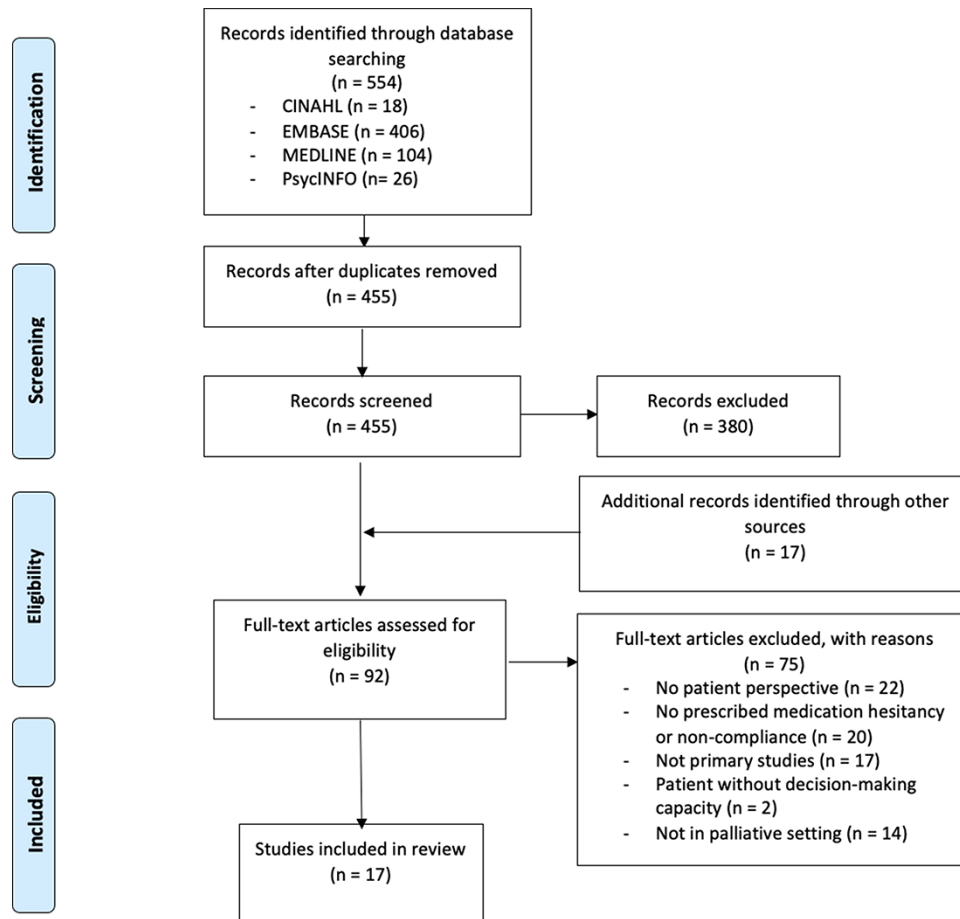 Identification
Records identified through database
searching
(n = 554)
- CINAHL (n = 18)
- EMBASE (n = 406)
- MEDLINE (n = 104)
- PsycINFO (n= 26)
Screening
Records after duplicates removed
(n = 455)
Records screened
(n = 455)
Records excluded
(n = 380)
Additional records identified through other
sources
(n = 17)
Eligibility
Full-text articles assessed for
eligibility
(n = 92)
Full-text articles excluded, with reasons
(n = 75)
- No patient perspective (n = 22)
- No prescribed medication hesitancy
or non-compliance (n = 20)
- Not primary studies (n = 17)
- Patient without decision-making
capacity (n = 2)
- Not in palliative setting (n = 14)
Included
Studies included in review
(n = 17)